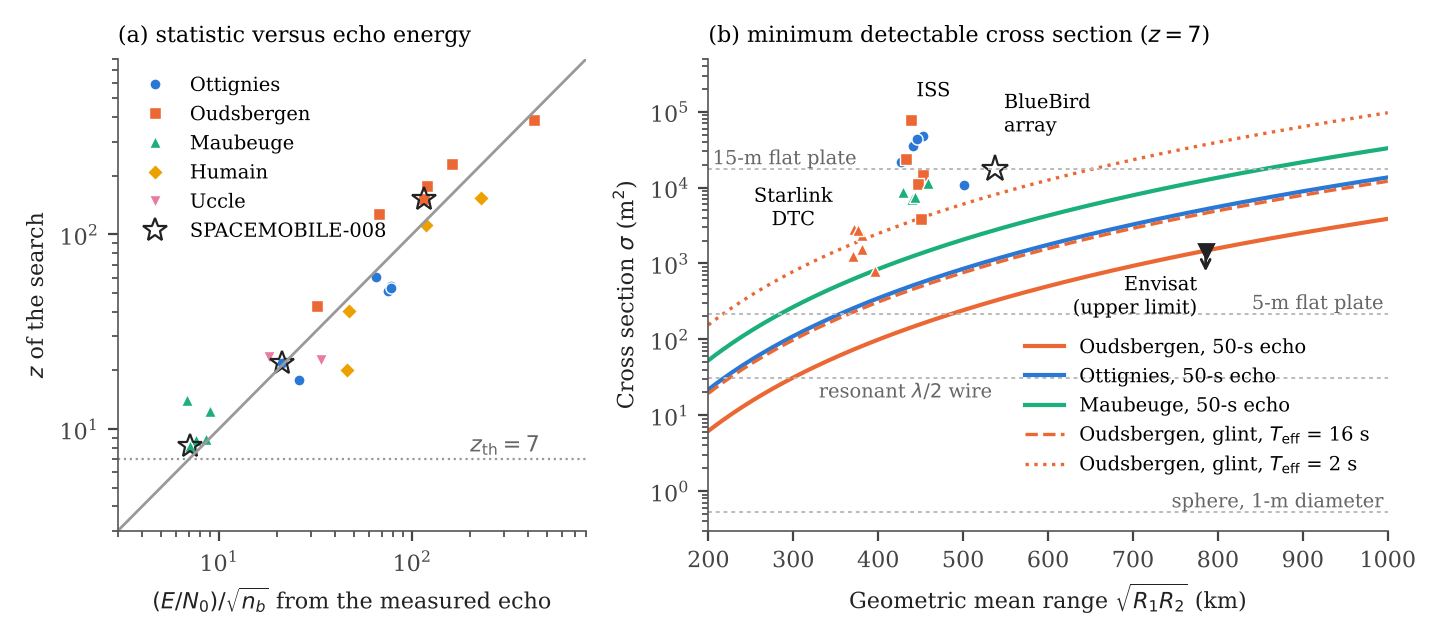 (a) statistic versus echo energy
Ottignies
Oudsbergen
Maubeuge
Humain
Uccle
SPACEMOBILE-008
z of the search
10²
10¹
z_th = 7
10¹
10²
(E/N₀)/√n_b from the measured echo
(b) minimum detectable cross section (z = 7)
Cross section σ (m²)
10⁵
10⁴
10³
10²
10¹
10⁰
ISS
BlueBird
array
15-m flat plate
Starlink
DTC
Envisat
(upper limit)
5-m flat plate
resonant λ/2 wire
Oudsbergen, 50-s echo
Ottignies, 50-s echo
Maubeuge, 50-s echo
Oudsbergen, glint, T_eff = 16 s
Oudsbergen, glint, T_eff = 2 s
sphere, 1-m diameter
200 300 400 500 600 700 800 900 1000
Geometric mean range √R₁R₂ (km)